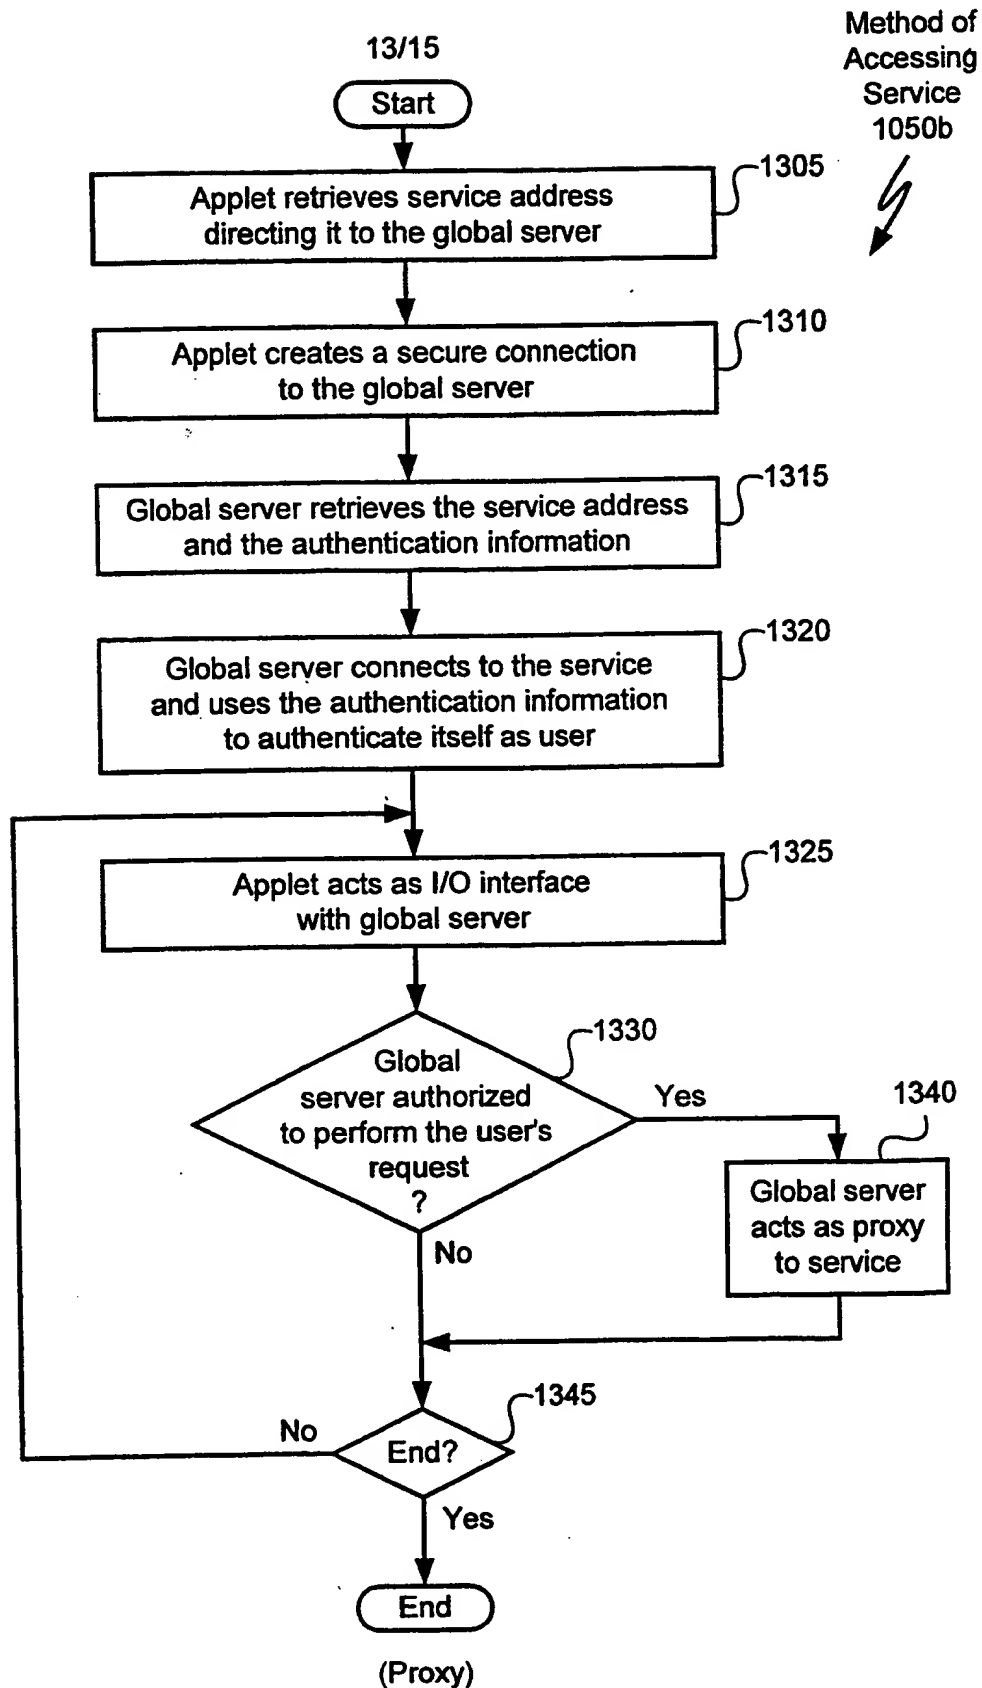 13/15
Method of
Accessing
Service
1050b
Start
1305
Applet retrieves service address
directing it to the global server
1310
Applet creates a secure connection
to the global server
1315
Global server retrieves the service address
and the authentication information
1320
Global server connects to the service
and uses the authentication information
to authenticate itself as user
1325
Applet acts as I/O interface
with global server
1330
Global
server authorized
to perform the user's
request
?
Yes
1340
Global server
acts as proxy
to service
No
1345
No
End?
Yes
End
(Proxy)